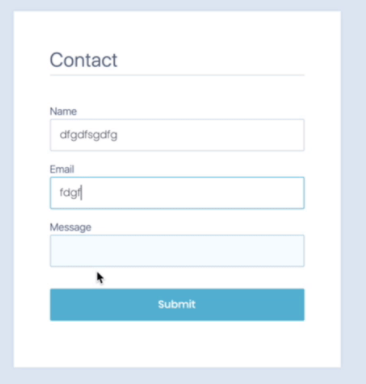 Contact
Name
dfgdfsgdfg
Email
fdgf
Message
Submit